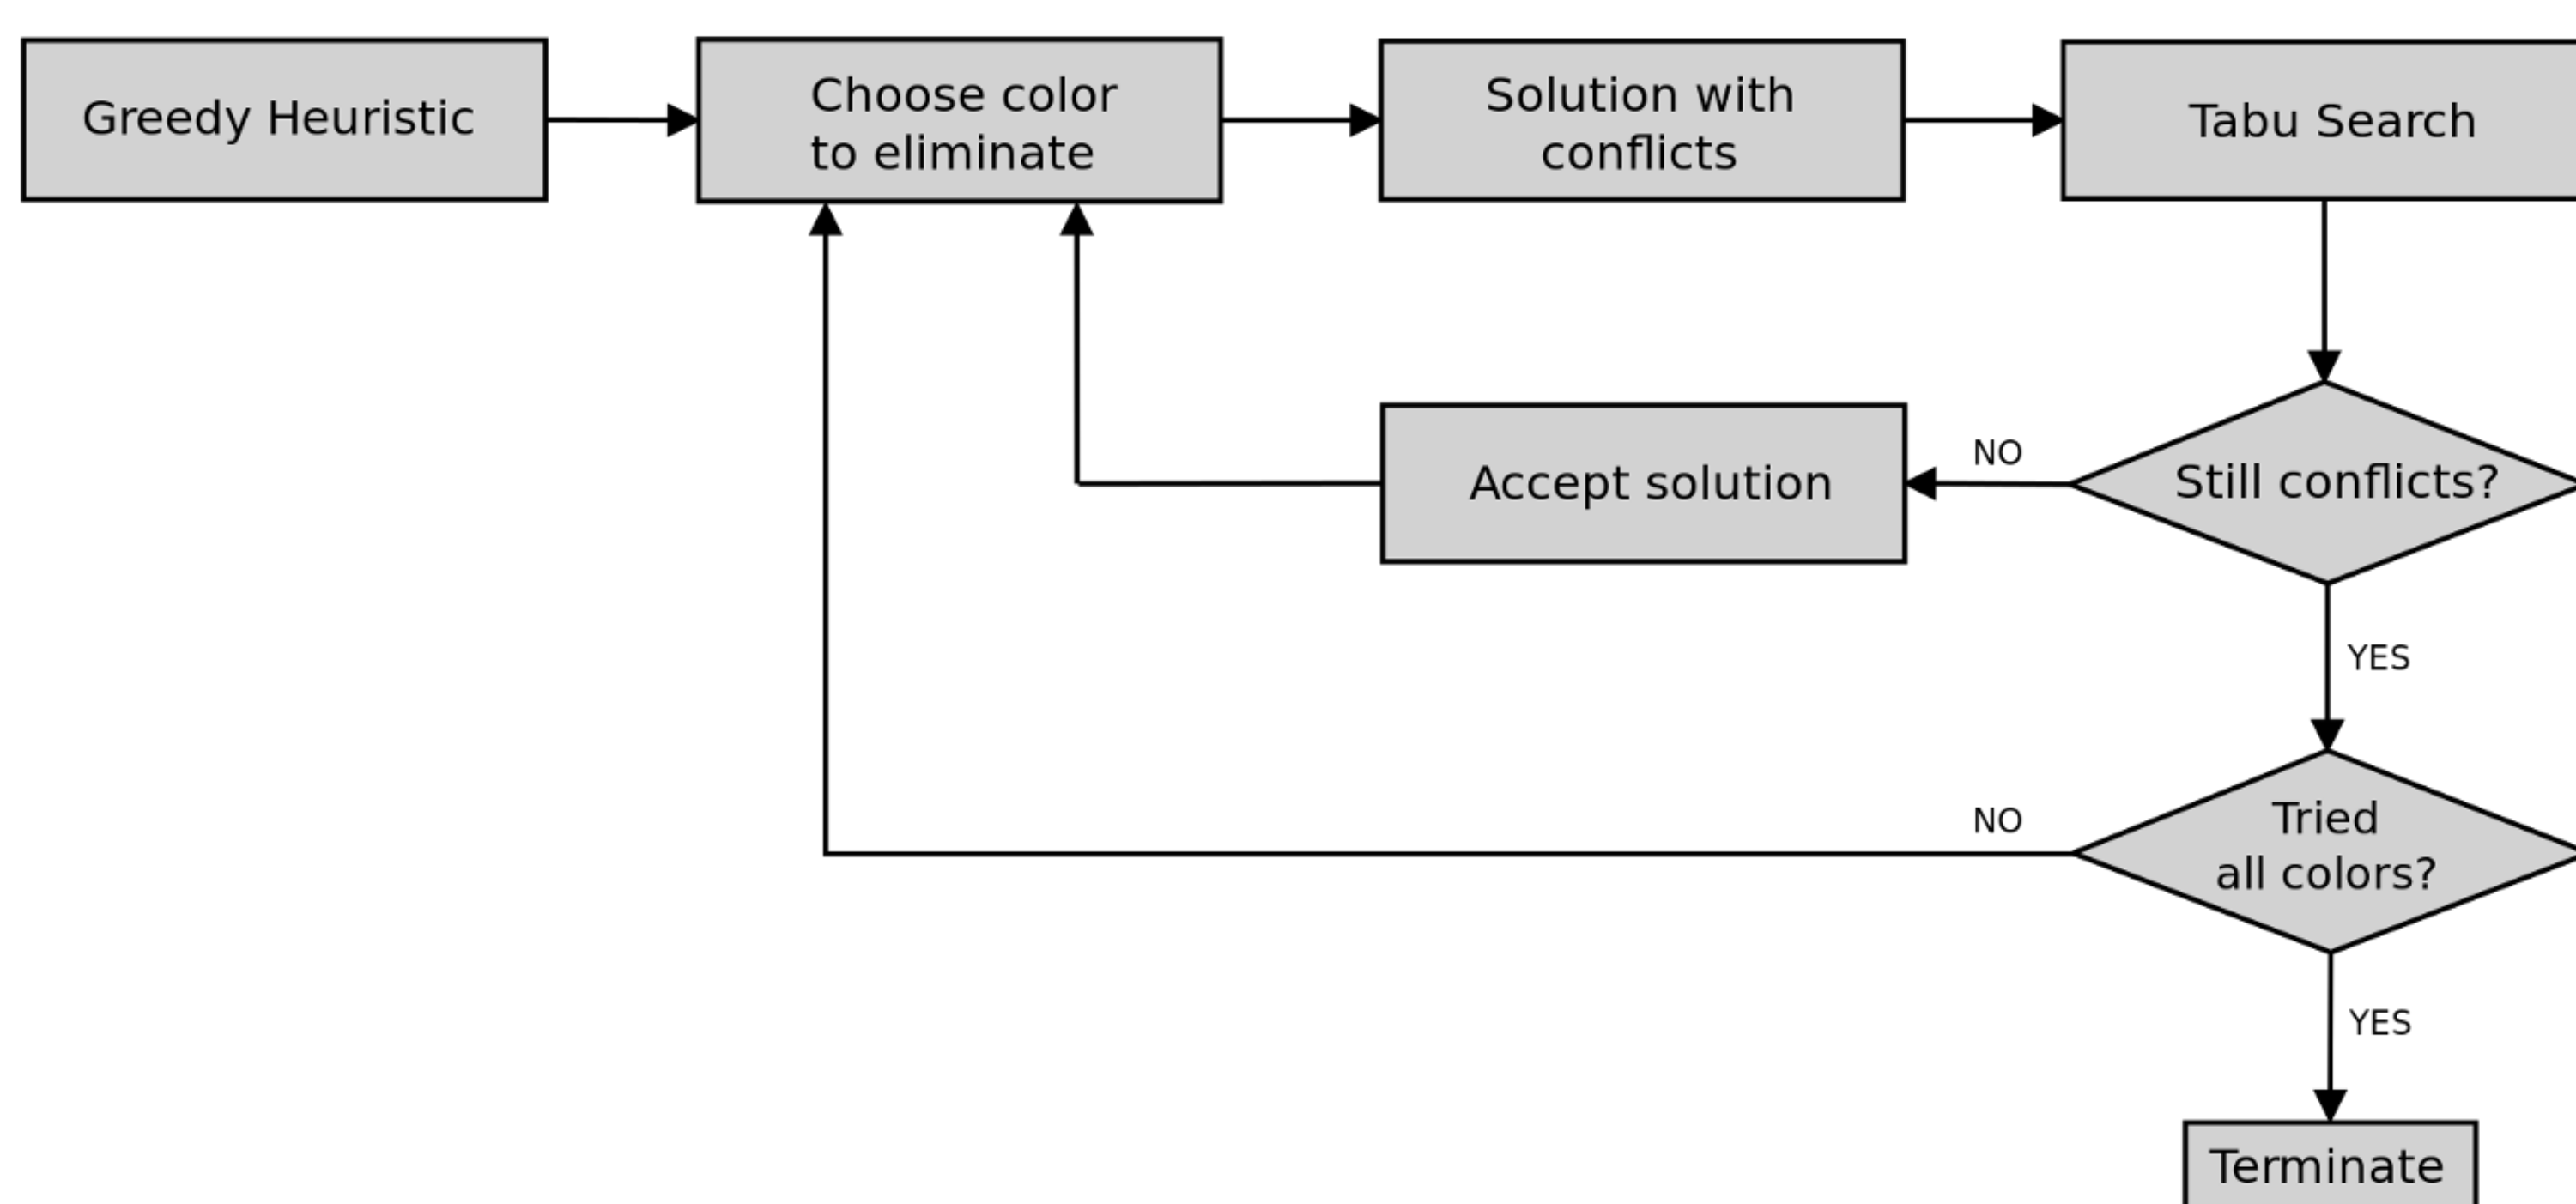 Greedy Heuristic
Choose color
to eliminate
Solution with
conflicts
Tabu Search
Accept solution
NO
Still conflicts?
YES
NO
Tried
all colors?
YES
Terminate